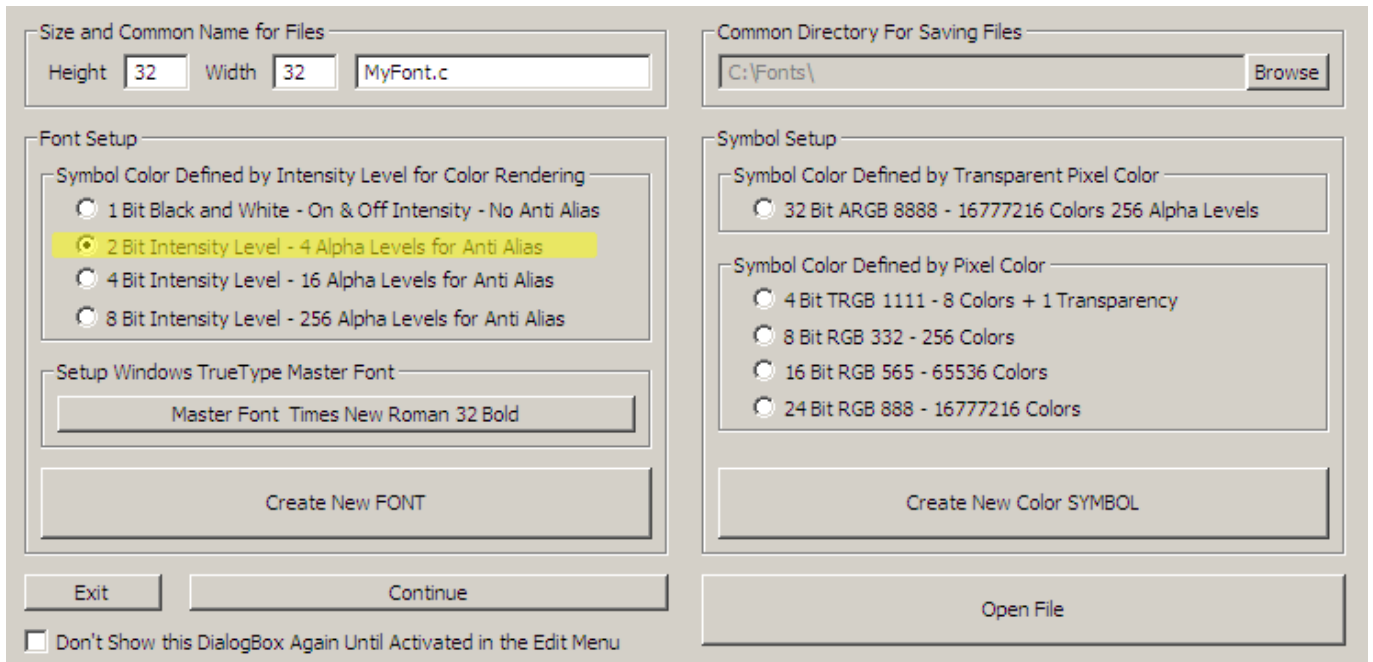 Size and Common Name for Files
Height 32 Width 32 MyFont.c
Font Setup
Symbol Color Defined by Intensity Level for Color Rendering
1 Bit Black and White - On & Off Intensity - No Anti Alias
2 Bit Intensity Level - 4 Alpha Levels for Anti Alias
4 Bit Intensity Level - 16 Alpha Levels for Anti Alias
8 Bit Intensity Level - 256 Alpha Levels for Anti Alias
Setup Windows TrueType Master Font
Master Font Times New Roman 32 Bold
Create New FONT
Exit Continue
Don't Show this DialogBox Again Until Activated in the Edit Menu
Common Directory For Saving Files
C:\Fonts\ Browse
Symbol Setup
Symbol Color Defined by Transparent Pixel Color
32 Bit ARGB 8888 - 16777216 Colors 256 Alpha Levels
Symbol Color Defined by Pixel Color
4 Bit TRGB 1111 - 8 Colors + 1 Transparency
8 Bit RGB 332 - 256 Colors
16 Bit RGB 565 - 65536 Colors
24 Bit RGB 888 - 16777216 Colors
Create New Color SYMBOL
Open File